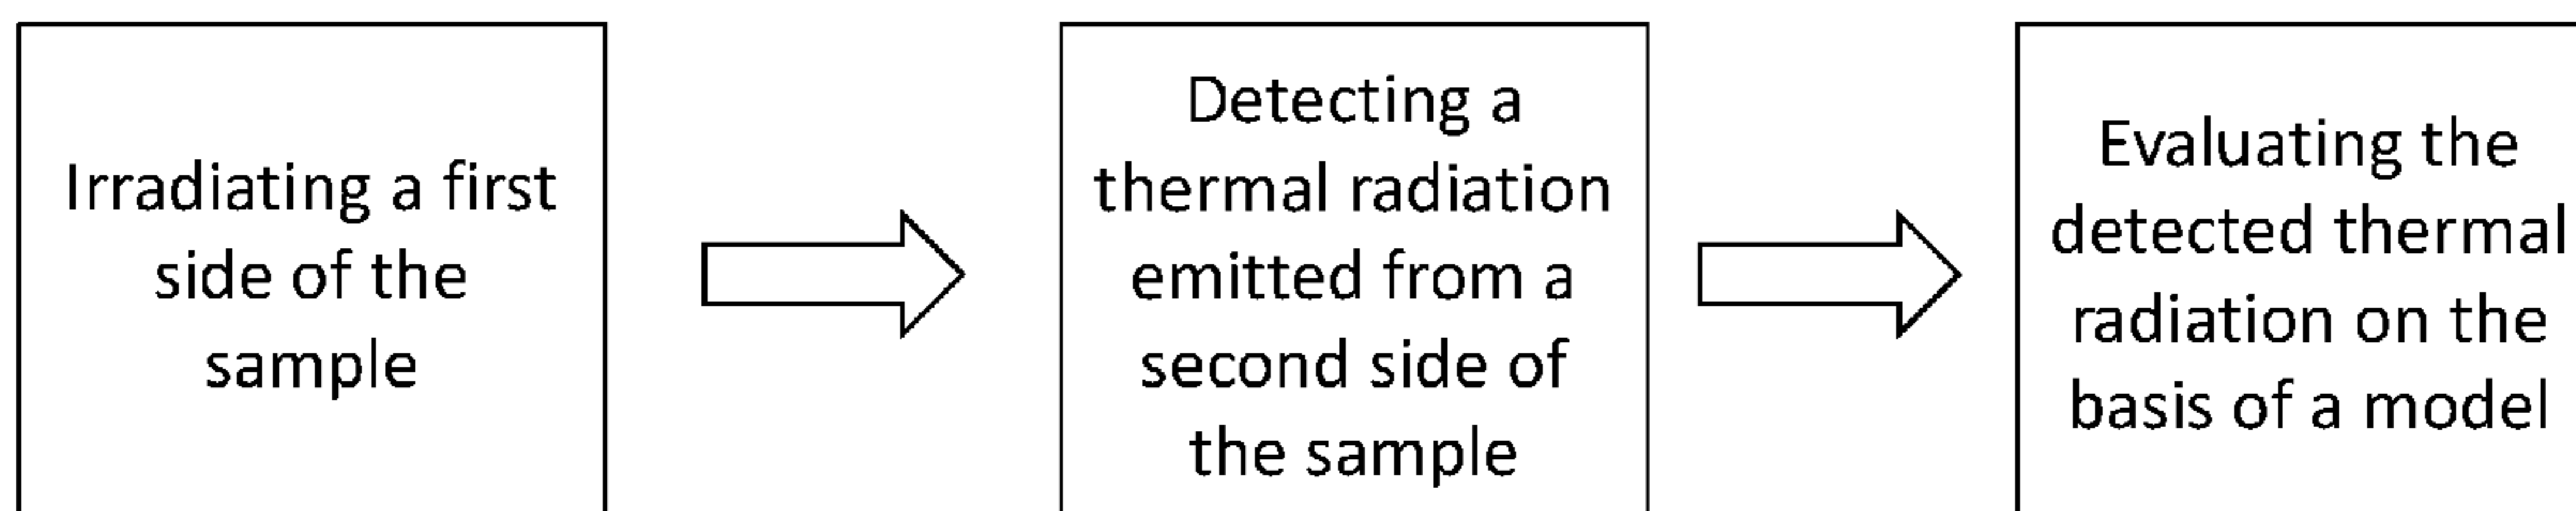 Irradiating a first
side of the
sample
Detecting a
thermal radiation
emitted from a
second side of
the sample
Evaluating the
detected thermal
radiation on the
basis of a model